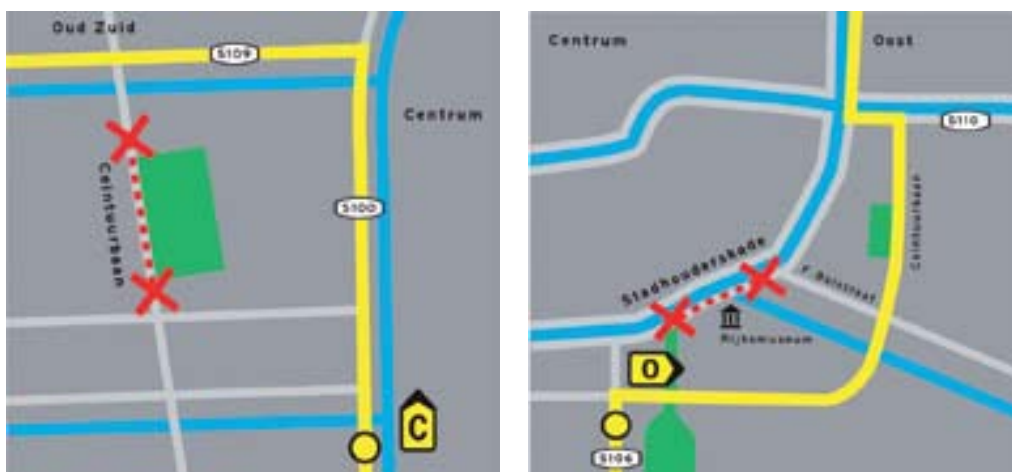 Oud Zuid
S109
Centrum
Ceintuurbaan
S100
C
Centrum
Oost
S110
Ceintuurbaan
Stadhouderskade
F. Bolstraat
Rijksmuseum
O
S106